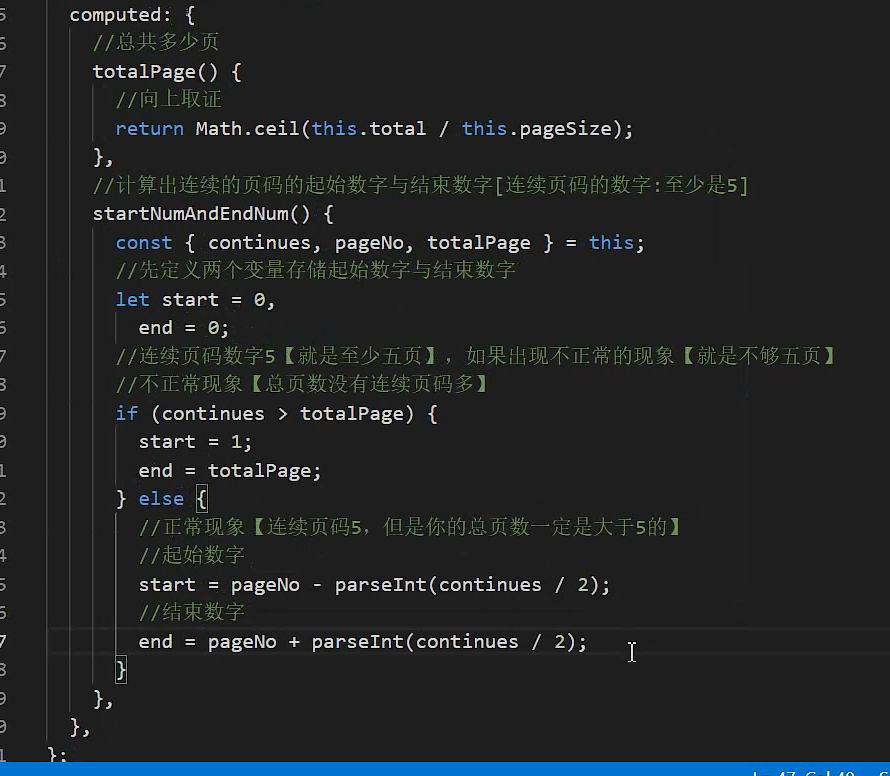 computed: {
//总共多少页
totalPage() {
//向上取证
return Math.ceil(this.total / this.pageSize);
},
//计算出连续的页码的起始数字与结束数字[连续页码的数字:至少是5]
startNumAndEndNum() {
const { continues, pageNo, totalPage } = this;
//先定义两个变量存储起始数字与结束数字
let start = 0,
end = 0;
//连续页码数字5【就是至少五页】，如果出现不正常的现象【就是不够五页】
//不正常现象【总页数没有连续页码多】
if (continues > totalPage) {
start = 1;
end = totalPage;
} else {
//正常现象【连续页码5，但是你的总页数一定是大于5的】
//起始数字
start = pageNo - parseInt(continues / 2);
//结束数字
end = pageNo + parseInt(continues / 2);
}
},
},
};